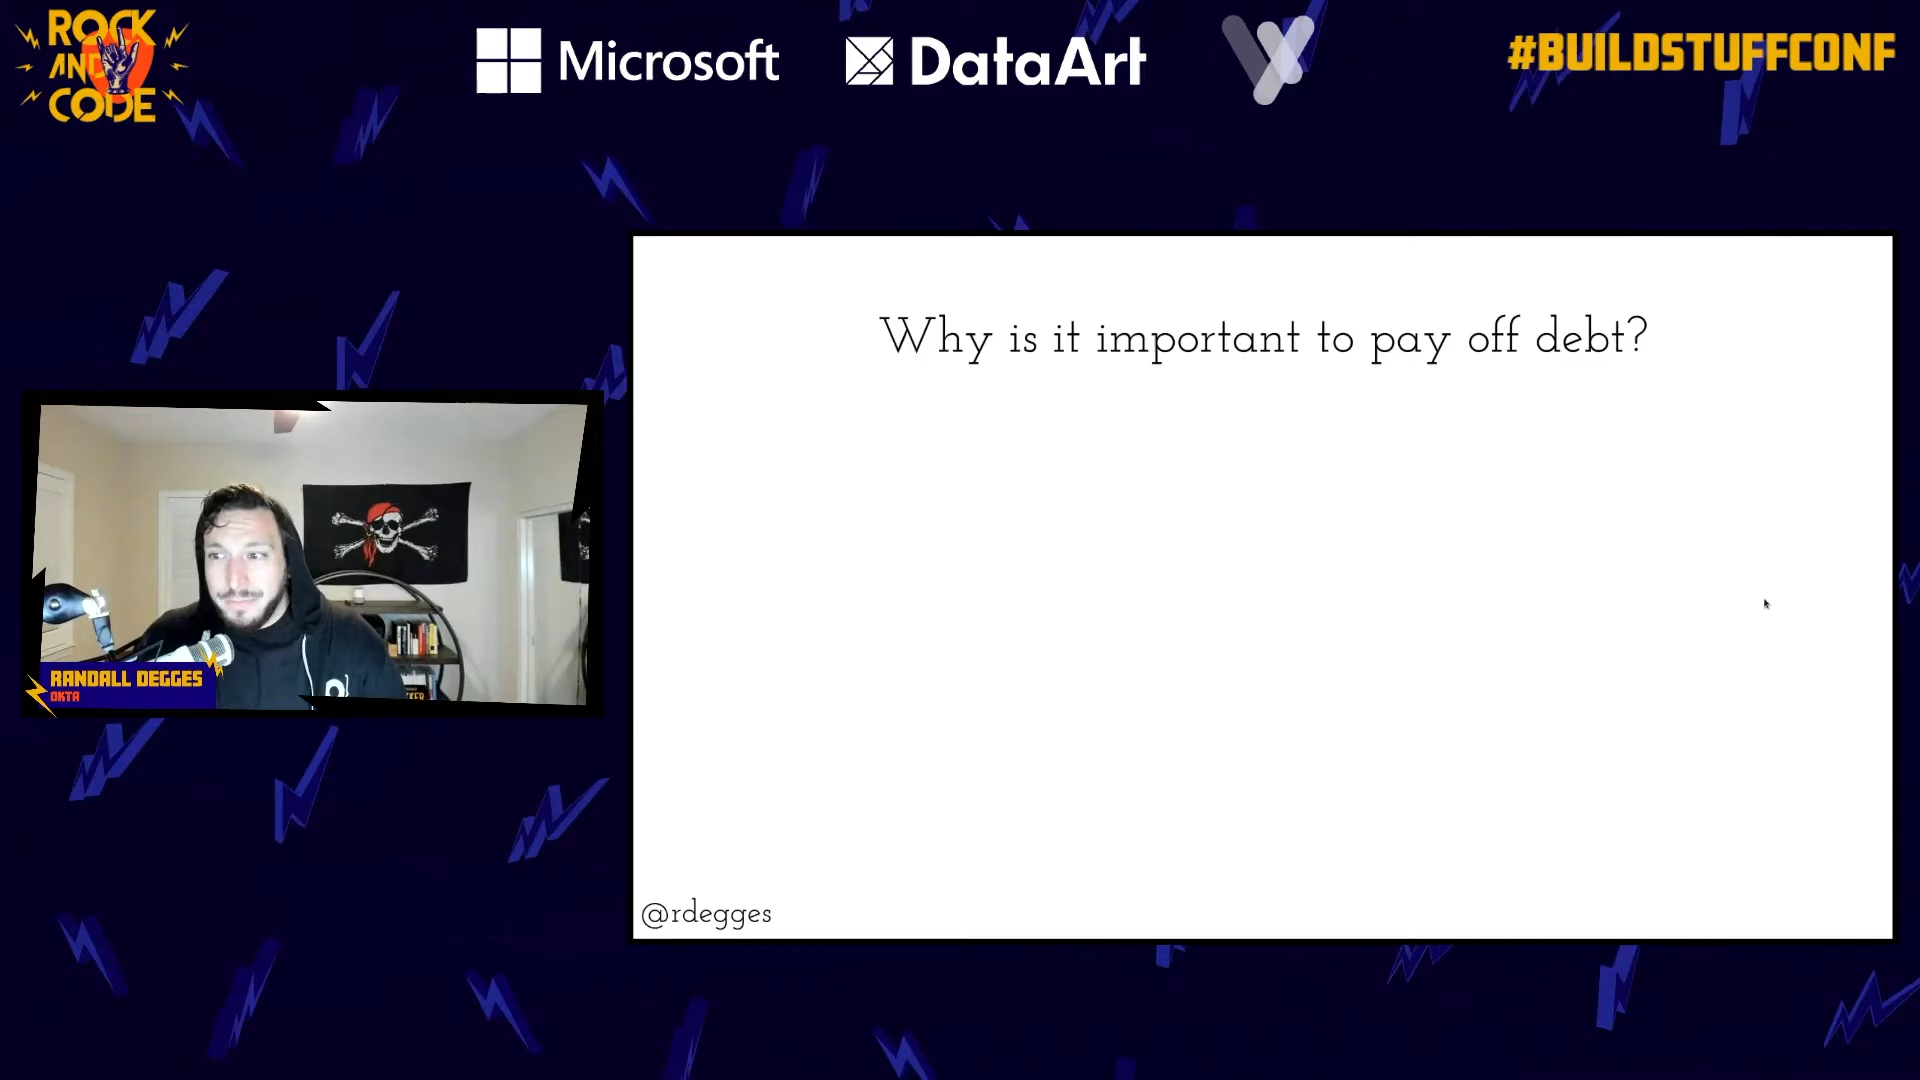 ROCK
AND
CODE
Microsoft
DataArt
#BUILDSTUFFCONF
Why is it important to pay off debt?
RANDALL DEGGES
OKTA
@rdegges